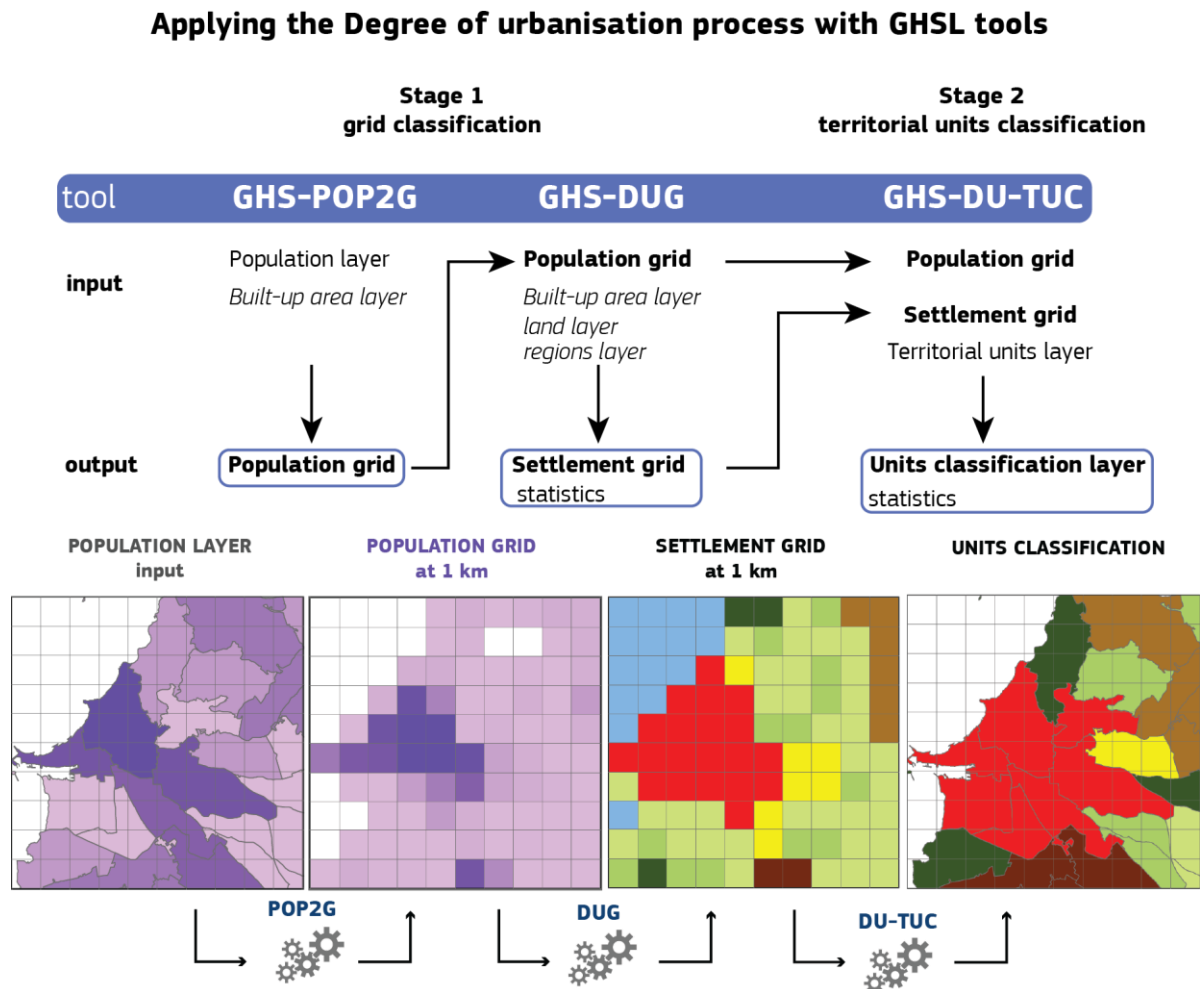 Applying the Degree of urbanisation process with GHSL tools
Stage 1
grid classification
Stage 2
territorial units classification
tool
GHS-POP2G
GHS-DUG
GHS-DU-TUC
input
Population layer
Built-up area layer
Population grid
Built-up area layer
land layer
regions layer
Population grid
Settlement grid
Territorial units layer
output
Population grid
Settlement grid
statistics
Units classification layer
statistics
POPULATION LAYER
input
POPULATION GRID
at 1 km
SETTLEMENT GRID
at 1 km
UNITS CLASSIFICATION
POP2G
DUG
DU-TUC